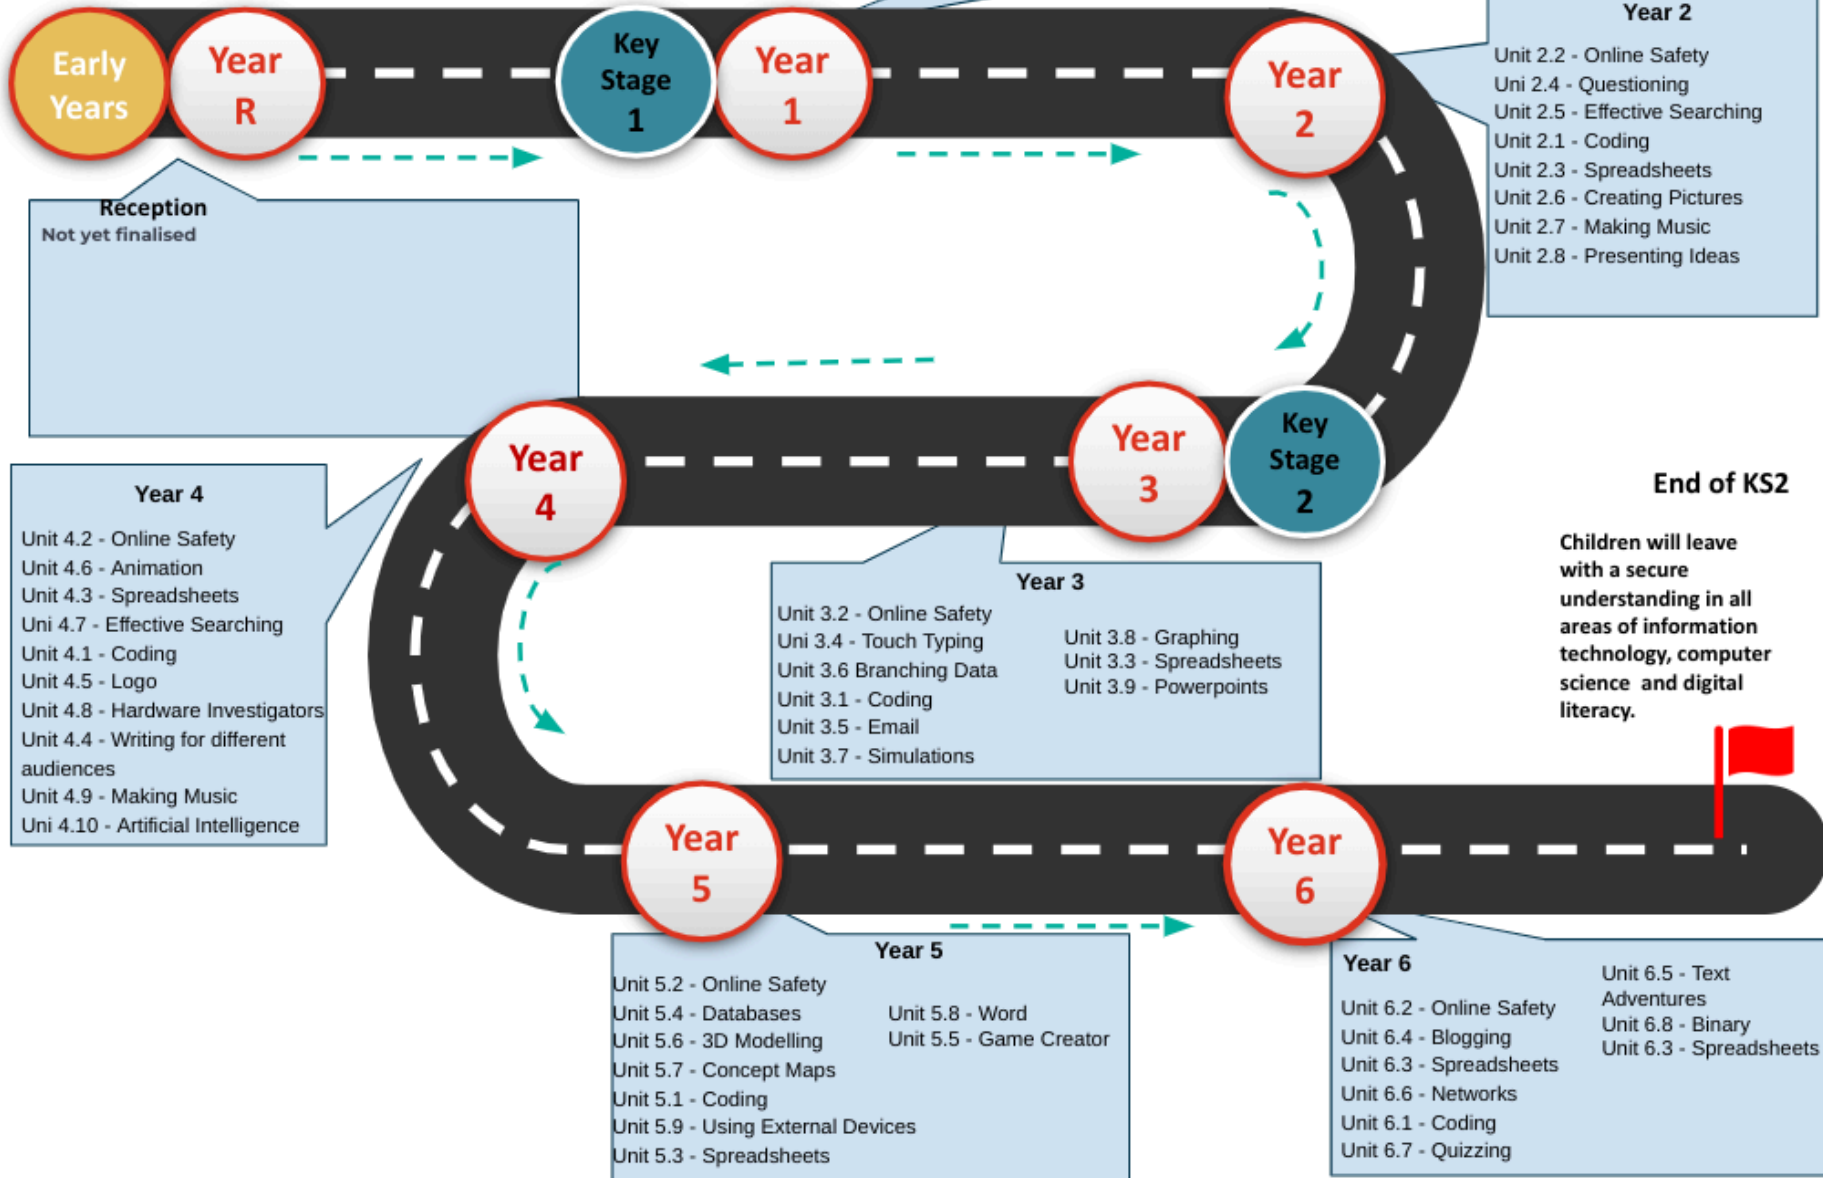 Early
Years
Year
R
Key
Stage
1
Year
1
Year
2
Year 2
Unit 2.2 - Online Safety
Uni 2.4 - Questioning
Unit 2.5 - Effective Searching
Unit 2.1 - Coding
Unit 2.3 - Spreadsheets
Unit 2.6 - Creating Pictures
Unit 2.7 - Making Music
Unit 2.8 - Presenting Ideas
Reception
Not yet finalised
Key
Stage
2
Year
3
Year
4
Year 3
Unit 3.2 - Online Safety
Uni 3.4 - Touch Typing
Unit 3.6 Branching Data
Unit 3.1 - Coding
Unit 3.5 - Email
Unit 3.7 - Simulations
Unit 3.8 - Graphing
Unit 3.3 - Spreadsheets
Unit 3.9 - Powerpoints
Year 4
Unit 4.2 - Online Safety
Unit 4.6 - Animation
Unit 4.3 - Spreadsheets
Uni 4.7 - Effective Searching
Unit 4.1 - Coding
Unit 4.5 - Logo
Unit 4.8 - Hardware Investigators
Unit 4.4 - Writing for different
audiences
Unit 4.9 - Making Music
Uni 4.10 - Artificial Intelligence
Year
5
Year
6
Year 5
Unit 5.2 - Online Safety
Unit 5.4 - Databases
Unit 5.6 - 3D Modelling
Unit 5.7 - Concept Maps
Unit 5.1 - Coding
Unit 5.9 - Using External Devices
Unit 5.3 - Spreadsheets
Unit 5.8 - Word
Unit 5.5 - Game Creator
Year 6
Unit 6.2 - Online Safety
Unit 6.4 - Blogging
Unit 6.3 - Spreadsheets
Unit 6.6 - Networks
Unit 6.1 - Coding
Unit 6.7 - Quizzing
Unit 6.5 - Text
Adventures
Unit 6.8 - Binary
Unit 6.3 - Spreadsheets
End of KS2
Children will leave
with a secure
understanding in all
areas of information
technology, computer
science and digital
literacy.